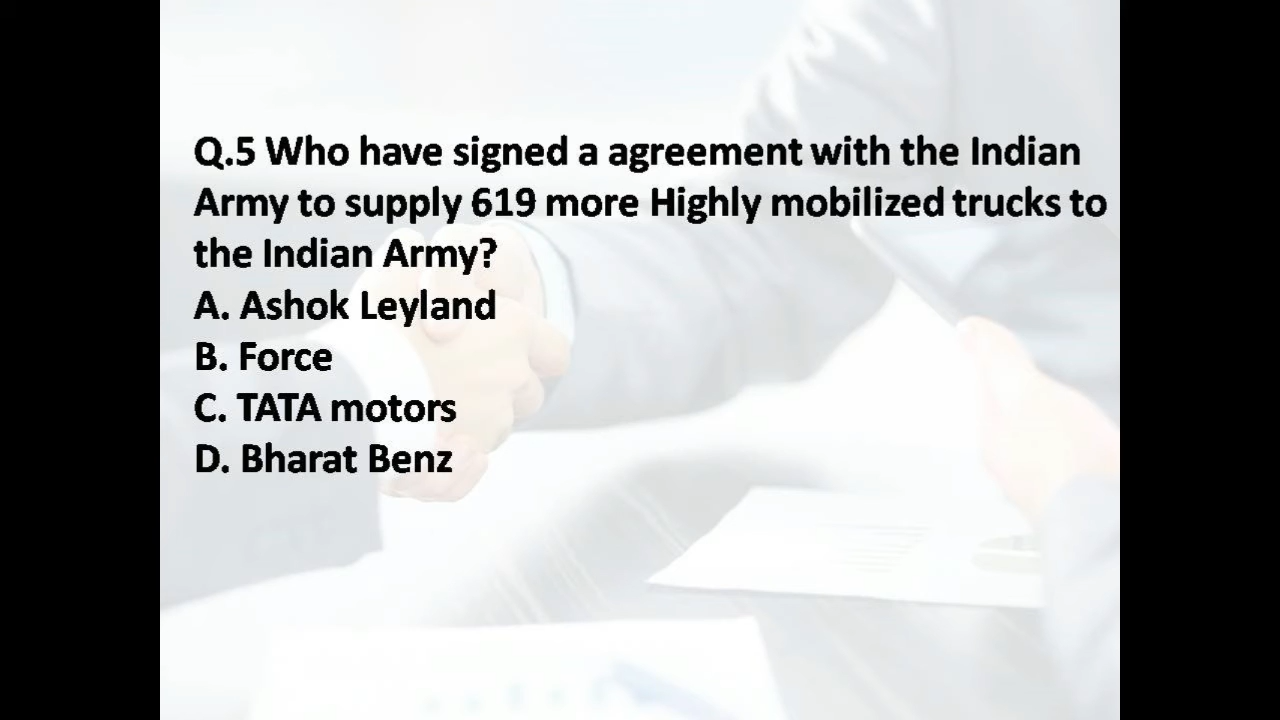 Q.5 Who have signed a agreement with the Indian
Army to supply 619 more Highly mobilized trucks to
the Indian Army?
A. Ashok Leyland
B. Force
C. TATA motors
D. Bharat Benz